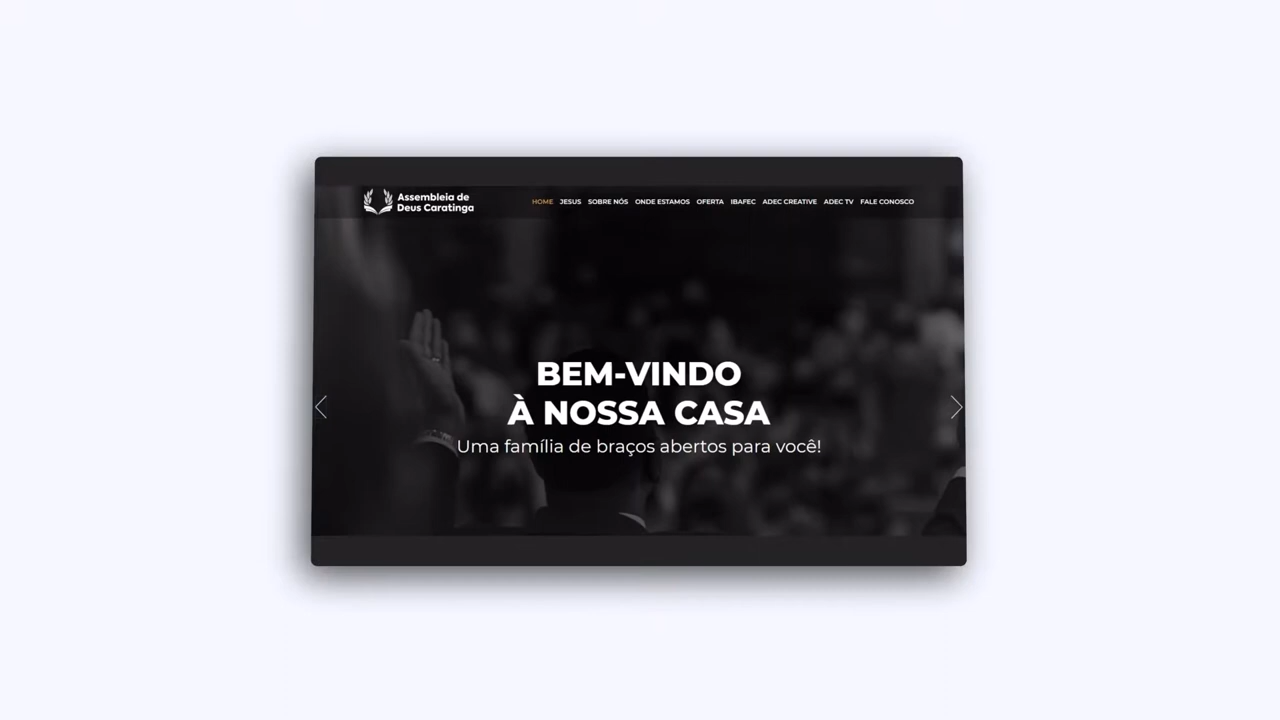 Assembleia de
Deus Caratinga
HOME JESUS SOBRE NÓS ONDE ESTAMOS OFERTA IBAFEC ADEC CREATIVE ADEC TV FALE CONOSCO
BEM-VINDO
À NOSSA CASA
Uma família de braços abertos para você!